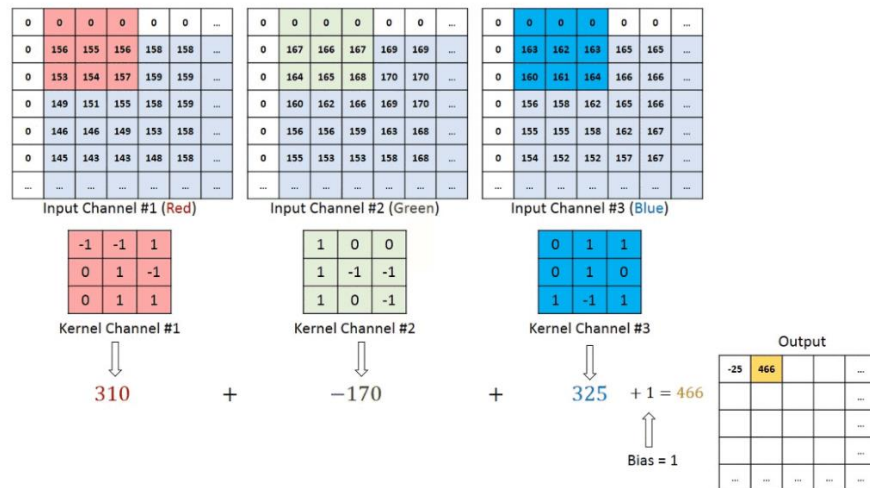 0 0 0 0 0 0 ...
0 156 155 156 158 158 ...
0 153 154 157 159 159 ...
0 149 151 155 158 159 ...
0 146 146 149 153 158 ...
0 145 143 143 148 158 ...
... ... ... ... ... ... ...
Input Channel #1 (Red)
0 0 0 0 0 0 ...
0 167 166 167 169 169 ...
0 164 165 168 170 170 ...
0 160 162 166 169 170 ...
0 156 156 159 163 168 ...
0 155 153 153 158 168 ...
... ... ... ... ... ... ...
Input Channel #2 (Green)
0 0 0 0 0 0 ...
0 163 162 163 165 165 ...
0 160 161 164 166 166 ...
0 156 158 162 165 166 ...
0 155 155 158 162 167 ...
0 154 152 152 157 167 ...
... ... ... ... ... ... ...
Input Channel #3 (Blue)
-1 -1 1
0 1 -1
0 1 1
Kernel Channel #1
1 0 0
1 -1 -1
1 0 -1
Kernel Channel #2
0 1 1
0 1 0
1 -1 1
Kernel Channel #3
310 + −170 + 325 + 1 = 466
Bias = 1
Output
-25 466 ...
...
...
...
... ... ... ... ...